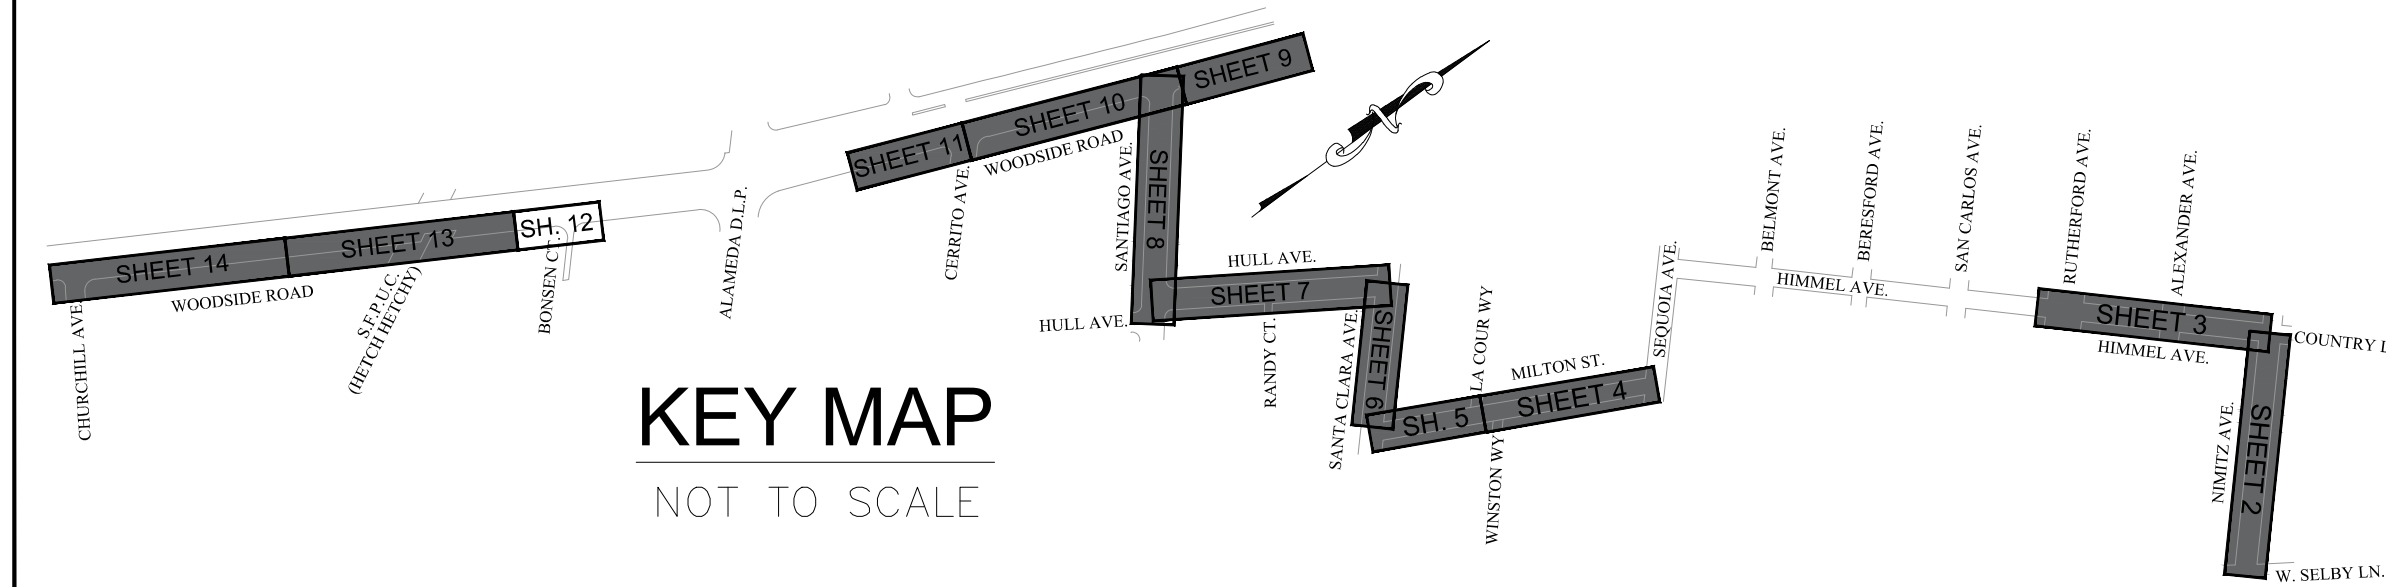 SHEET 14
SHEET 13
SH. 12
SHEET 11
SHEET 10
SHEET 9
WOODSIDE ROAD
WOODSIDE ROAD
CHURCHILL AVE.
S.F.P.U.C.
(HETCH HETCHY)
BONSEN CT.
ALAMEDA D.L.P.
CERRITO AVE.
SANTIAGO AVE.
SHEET 8
HULL AVE.
HULL AVE.
SHEET 7
RANDY CT.
SANTA CLARA AVE.
SHEET 6
LA COUR WY
WINSTON WY
SH. 5
SHEET 4
MILTON ST.
SEQUOIA AVE.
BELMONT AVE.
BERESFORD AVE.
SAN CARLOS AVE.
RUTHERFORD AVE.
ALEXANDER AVE.
HIMMEL AVE.
SHEET 3
HIMMEL AVE.
COUNTRY
NIMITZ AVE.
SHEET 2
W. SELBY LN.
KEY MAP
NOT TO SCALE